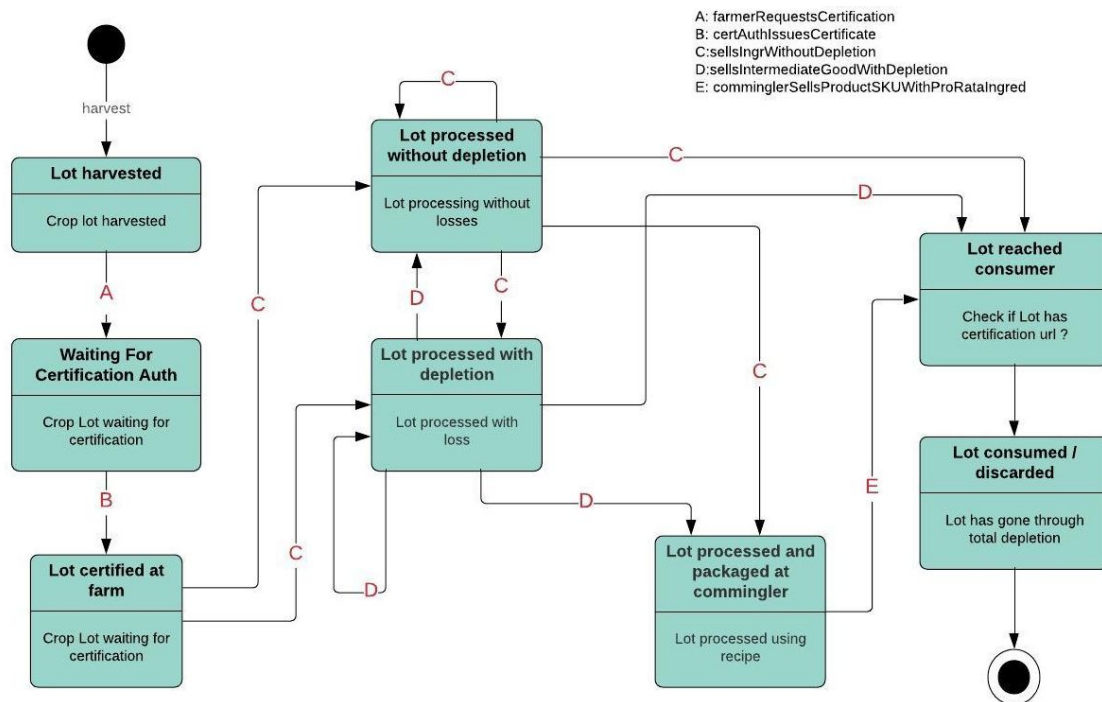 A: farmerRequestsCertification
B: certAuthIssuesCertificate
C:sellsIngrWithoutDepletion
D:sellsIntermediateGoodWithDepletion
E: comminglerSellsProductSKUWithProRataIngred
harvest
Lot harvested
Crop lot harvested
A
Waiting For
Certification Auth
Crop Lot waiting for
certification
B
Lot certified at
farm
Crop Lot waiting for
certification
C
C
C
Lot processed
without depletion
Lot processing without
losses
D
C
Lot processed with
depletion
Lot processed with
loss
D
C
D
C
D
Lot processed and
packaged at
commingler
Lot processed using
recipe
E
Lot reached
consumer
Check if Lot has
certification url ?
Lot consumed /
discarded
Lot has gone through
total depletion